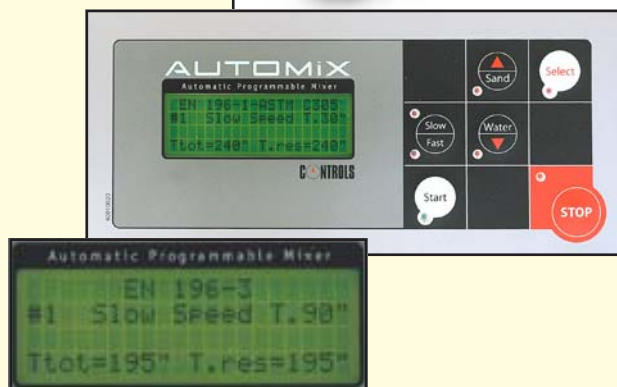 AUTOMiX
Automatic Programmable Mixer
EN 196-1-ASTM C305
#1 Slow Speed T.30"
Ttot=240" T.res=240"
CONTROLS
Sand
Select
Slow
Fast
Water
Start
STOP
Automatic Programmable Mixer
EN 196-3
#1 Slow Speed T.90"
Ttot=195" T.res=195"